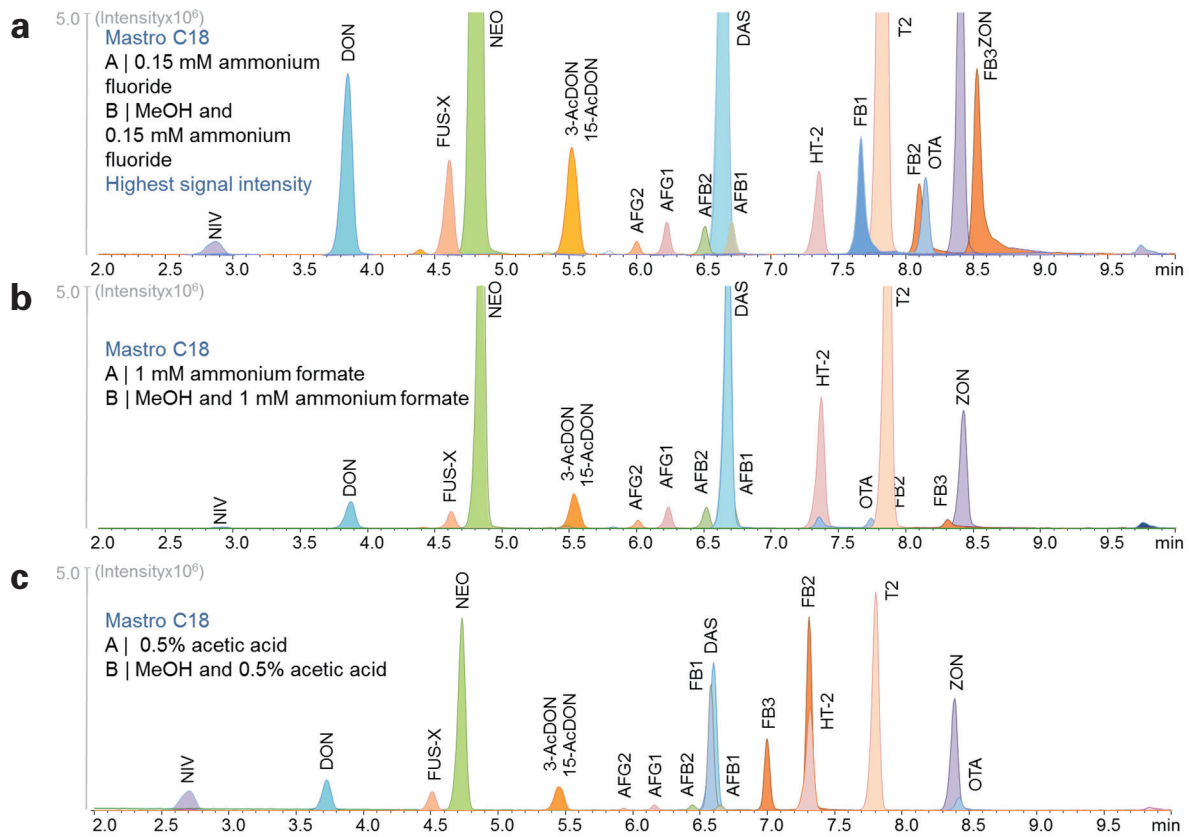 a
5.0 (Intensityx10⁶)
Mastro C18
A | 0.15 mM ammonium
fluoride
B | MeOH and
0.15 mM ammonium
fluoride
Highest signal intensity
NIV
DON
FUS-X
NEO
3-AcDON
15-AcDON
AFG2
AFG1
AFB2
DAS
AFB1
HT-2
FB1
T2
FB2
OTA
FB3
ZON
2.0 2.5 3.0 3.5 4.0 4.5 5.0 5.5 6.0 6.5 7.0 7.5 8.0 8.5 9.0 9.5 min
b
5.0 (Intensityx10⁶)
Mastro C18
A | 1 mM ammonium formate
B | MeOH and 1 mM ammonium formate
NIV
DON
FUS-X
NEO
3-AcDON
15-AcDON
AFG2
AFG1
AFB2
DAS
AFB1
HT-2
OTA
T2
FB2
FB3
ZON
2.0 2.5 3.0 3.5 4.0 4.5 5.0 5.5 6.0 6.5 7.0 7.5 8.0 8.5 9.0 9.5 min
c
5.0 (Intensityx10⁶)
Mastro C18
A | 0.5% acetic acid
B | MeOH and 0.5% acetic acid
NIV
DON
FUS-X
NEO
3-AcDON
15-AcDON
AFG2
AFG1
AFB2
FB1
DAS
AFB1
FB3
FB2
HT-2
T2
ZON
OTA
2.0 2.5 3.0 3.5 4.0 4.5 5.0 5.5 6.0 6.5 7.0 7.5 8.0 8.5 9.0 9.5 min